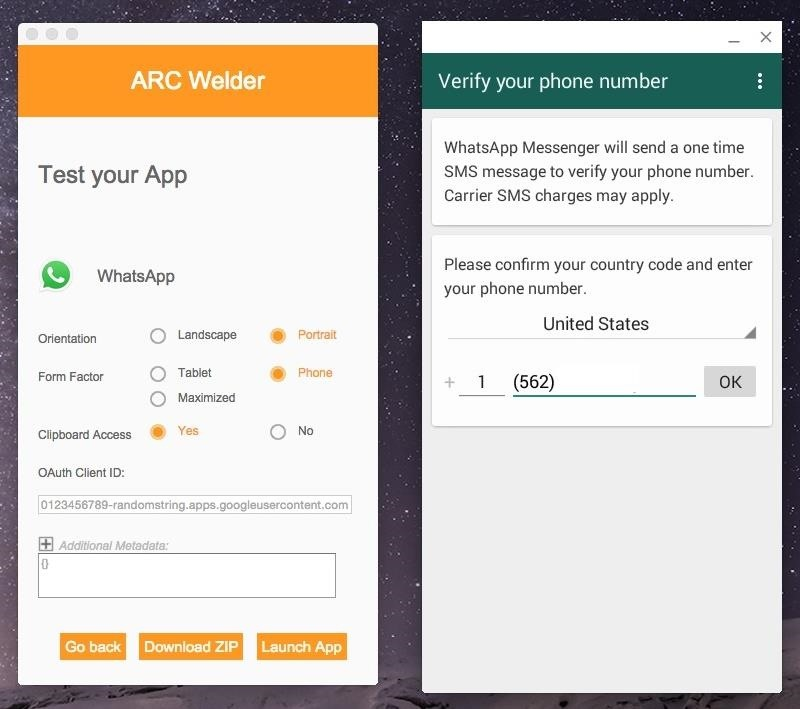 ARC Welder
Test your App
WhatsApp
Orientation Landscape Portrait
Form Factor Tablet Phone
Maximized
Clipboard Access Yes No
OAuth Client ID:
0123456789-randomstring.apps.googleusercontent.com
Additional Metadata:
{}
Go back Download ZIP Launch App
Verify your phone number
WhatsApp Messenger will send a one time
SMS message to verify your phone number.
Carrier SMS charges may apply.
Please confirm your country code and enter
your phone number.
United States
+ 1 (562) OK